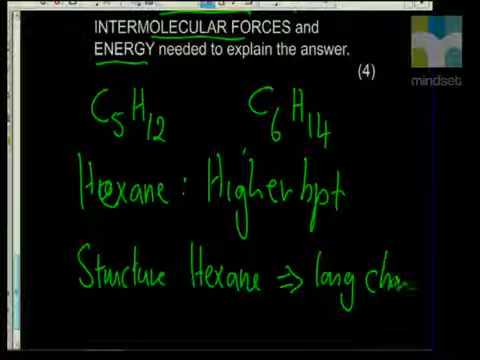 INTERMOLECULAR FORCES and
ENERGY needed to explain the answer.
(4)
mindset
C5H12 C6H14
Hexane : Higher bpt
Structure Hexane ⇒ long chain